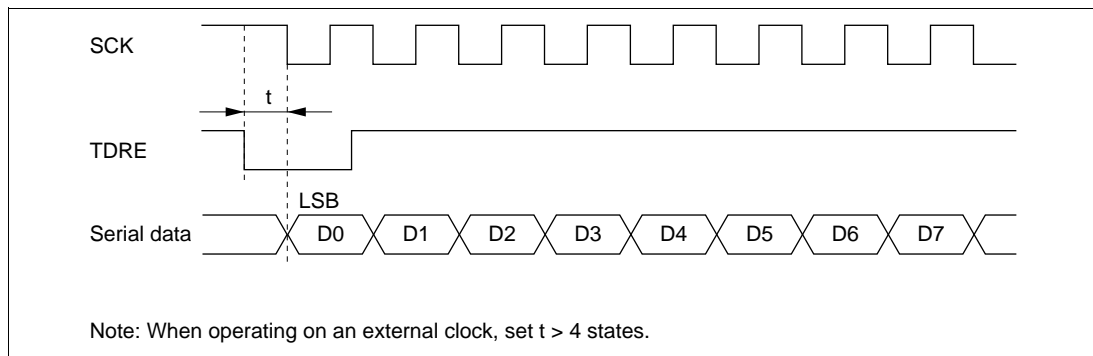 SCK
t
TDRE
LSB
Serial data D0 D1 D2 D3 D4 D5 D6 D7
Note: When operating on an external clock, set t > 4 states.